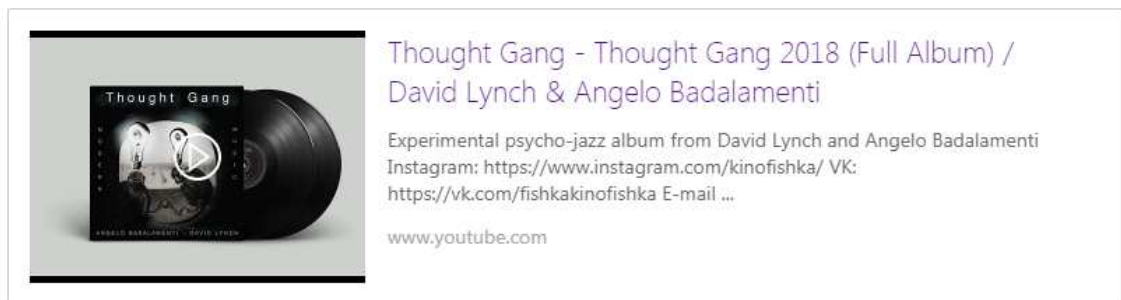 Thought Gang - Thought Gang 2018 (Full Album) /
David Lynch & Angelo Badalamenti
Experimental psycho-jazz album from David Lynch and Angelo Badalamenti
Instagram: https://www.instagram.com/kinofishka/ VK:
https://vk.com/fishkakinofishka E-mail ...
www.youtube.com
Thought Gang
MODERN
MUSIC
ANGELO BADALAMENTI - DAVID LYNCH